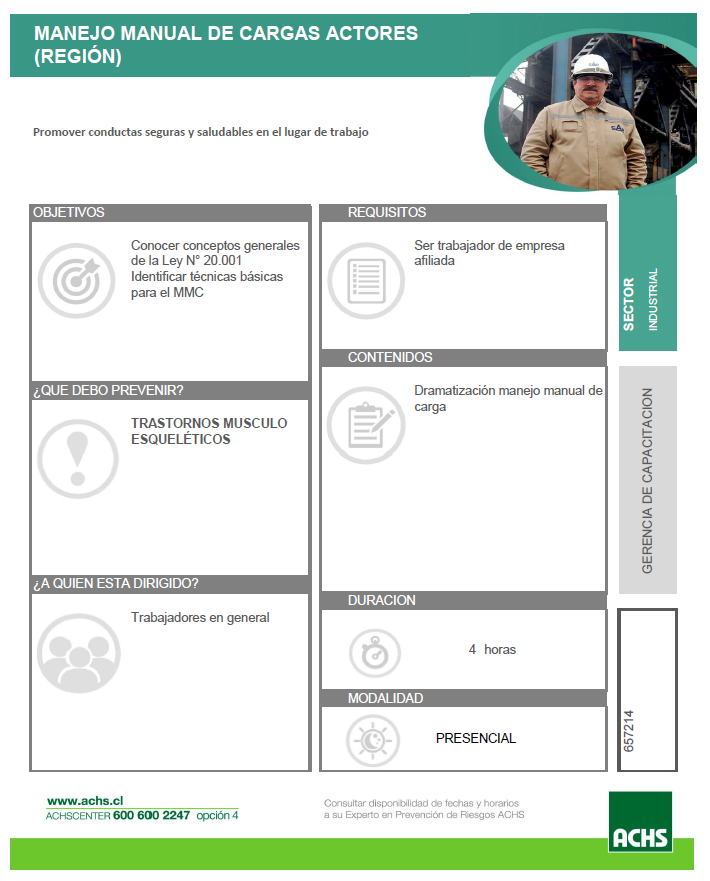 MANEJO MANUAL DE CARGAS ACTORES
(REGIÓN)
Promover conductas seguras y saludables en el lugar de trabajo
OBJETIVOS
Conocer conceptos generales
de la Ley N° 20.001
Identificar técnicas básicas
para el MMC
¿QUE DEBO PREVENIR?
TRASTORNOS MUSCULO
ESQUELÉTICOS
¿A QUIEN ESTA DIRIGIDO?
Trabajadores en general
REQUISITOS
Ser trabajador de empresa
afiliada
CONTENIDOS
Dramatización manejo manual de
carga
DURACION
4 horas
MODALIDAD
PRESENCIAL
SECTOR
INDUSTRIAL
GERENCIA DE CAPACITACION
657214
www.achs.cl
ACHSCENTER 600 600 2247 opción 4
Consultar disponibilidad de fechas y horarios
a su Experto en Prevención de Riesgos ACHS
ACHS